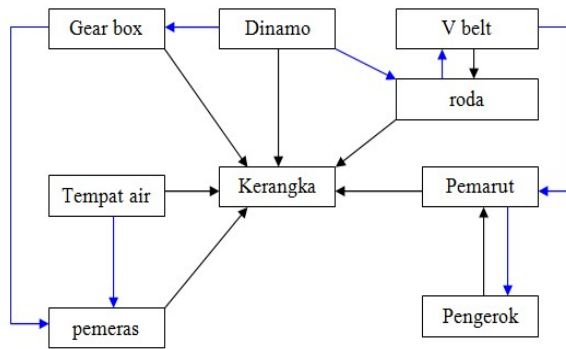 Gear box
Dinamo
V belt
roda
Tempat air
Kerangka
Pemarut
pemeras
Pengerok